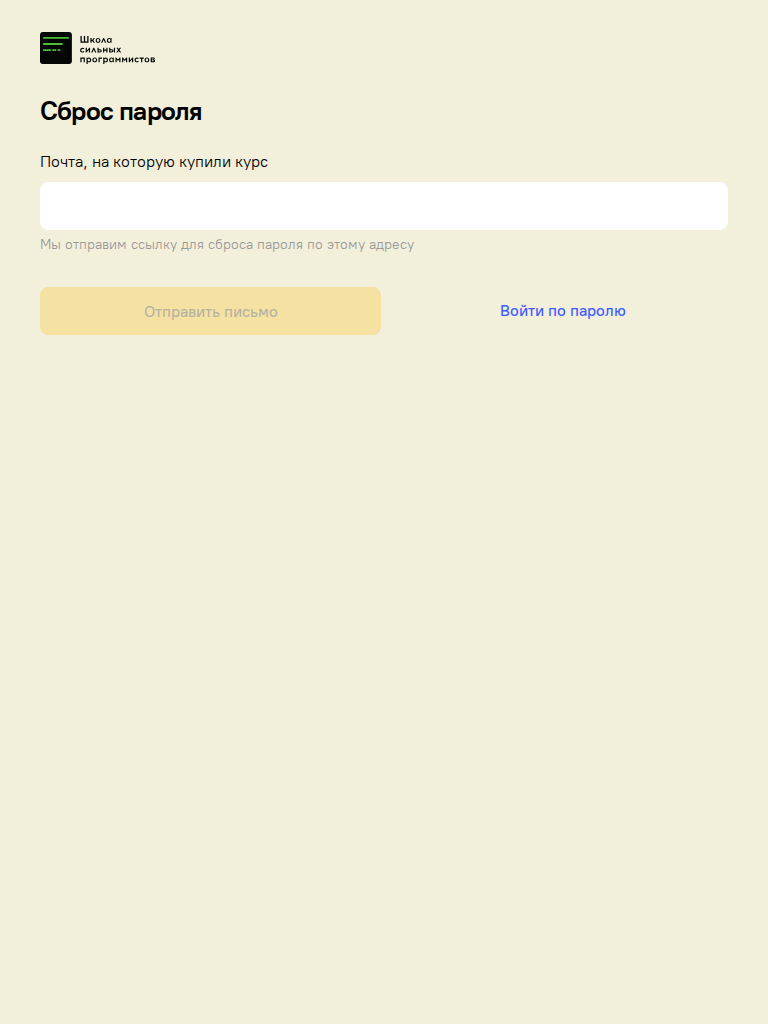 Школа
сильных
программистов
Сброс пароля
Почта, на которую купили курс
Мы отправим ссылку для сброса пароля по этому адресу
Отправить письмо
Войти по паролю